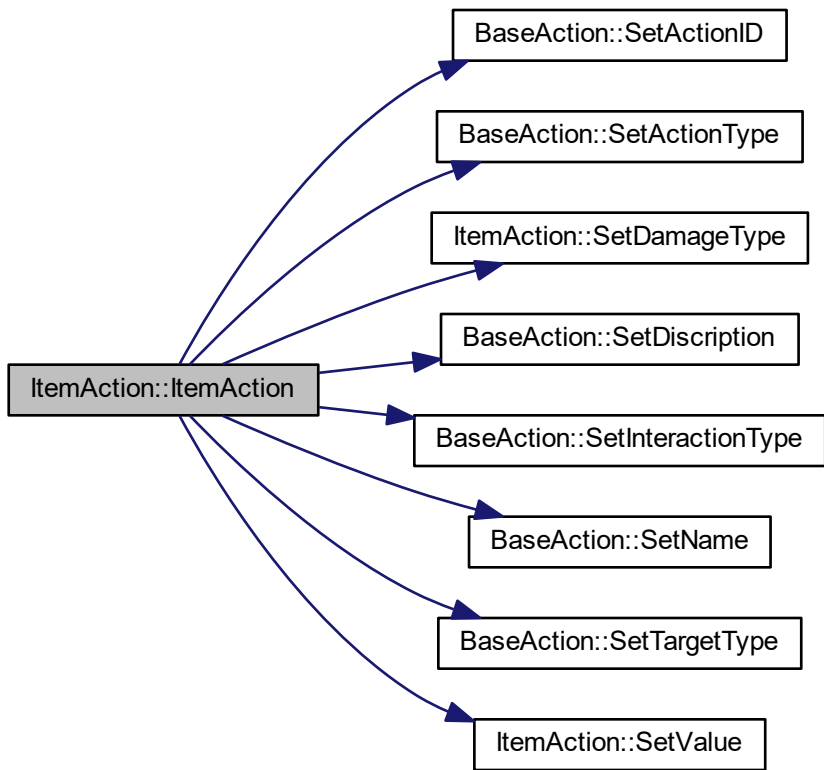 BaseAction::SetActionID
BaseAction::SetActionType
ItemAction::SetDamageType
BaseAction::SetDiscription
ItemAction::ItemAction
BaseAction::SetInteractionType
BaseAction::SetName
BaseAction::SetTargetType
ItemAction::SetValue